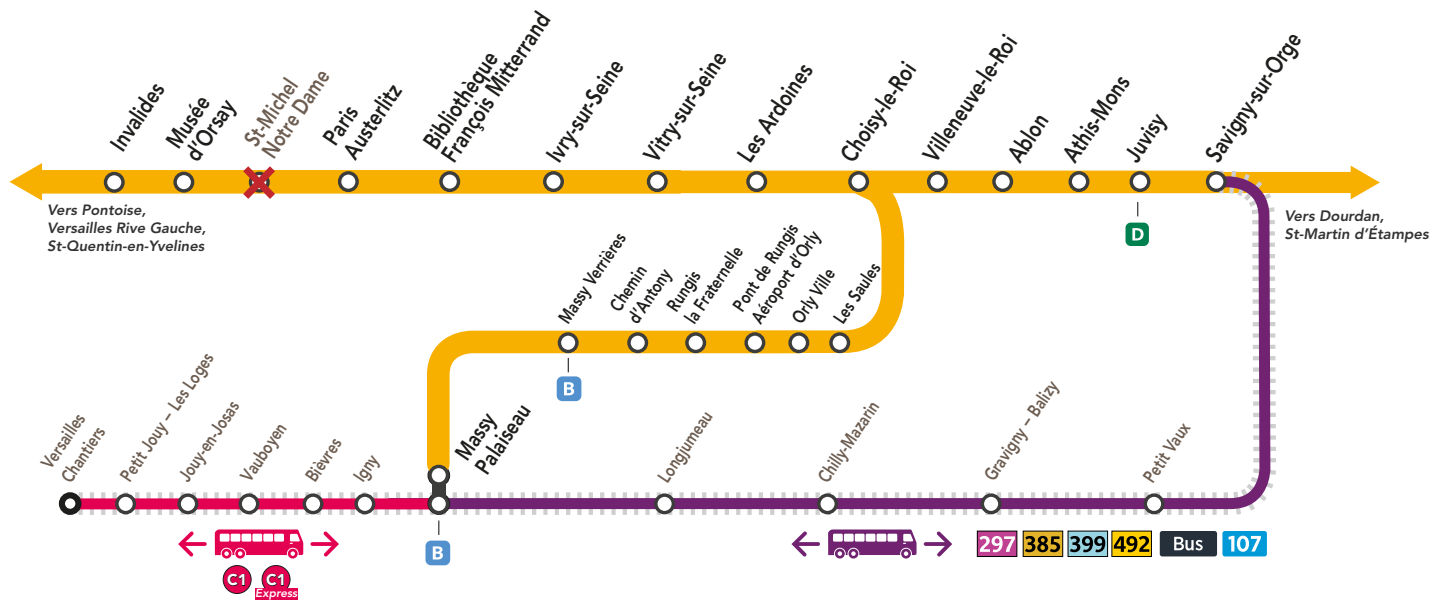 Invalides
Musée
d'Orsay
St-Michel
Notre Dame
Paris
Austerlitz
Bibliothèque
François Mitterrand
Ivry-sur-Seine
Vitry-sur-Seine
Les Ardoines
Choisy-le-Roi
Villeneuve-le-Roi
Ablon
Athis-Mons
Juvisy
Savigny-sur-Orge
Vers Pontoise,
Versailles Rive Gauche,
St-Quentin-en-Yvelines
D
Vers Dourdan,
St-Martin d'Étampes
Massy Verrières
Chemin
d'Antony
Rungis
la Fraternelle
Pont de Rungis
Aéroport d'Orly
Orly Ville
Les Saules
B
Versailles
Chantiers
Petit Jouy – Les Loges
Jouy-en-Josas
Vauboyen
Bièvres
Igny
Massy
Palaiseau
Longjumeau
Chilly-Mazarin
Gravigny – Balizy
Petit Vaux
C1
C1
Express
B
297 385 399 492 Bus 107